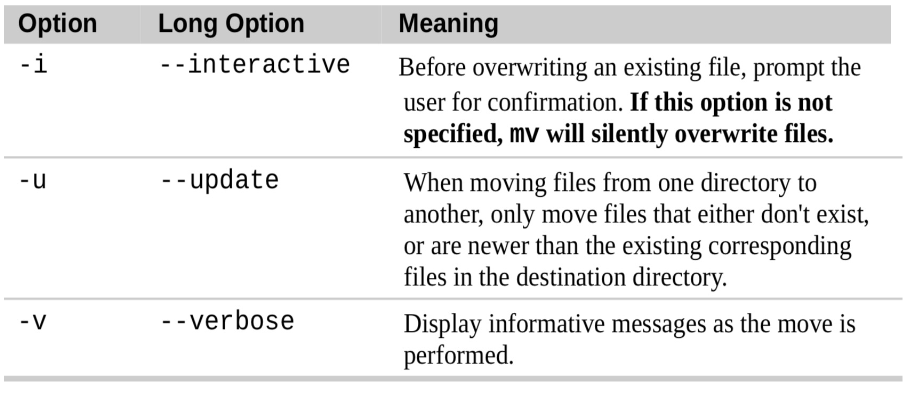 Option Long Option Meaning
-i --interactive Before overwriting an existing file, prompt the
user for confirmation. If this option is not
specified, mv will silently overwrite files.
-u --update When moving files from one directory to
another, only move files that either don't exist,
or are newer than the existing corresponding
files in the destination directory.
-v --verbose Display informative messages as the move is
performed.